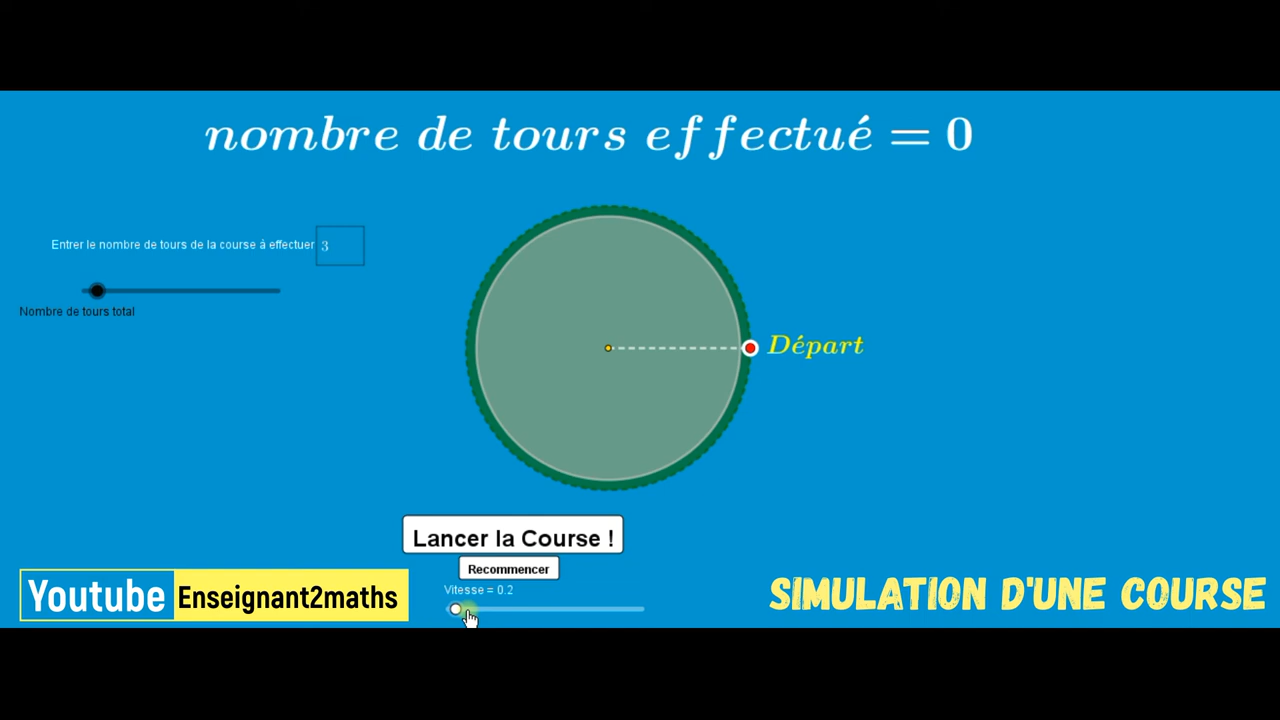 nombre de tours effectué = 0
Entrer le nombre de tours de la course à effectuer 3
Nombre de tours total
Départ
Lancer la Course !
Recommencer
Vitesse = 0.2
Youtube Enseignant2maths
SIMULATION D'UNE COURSE